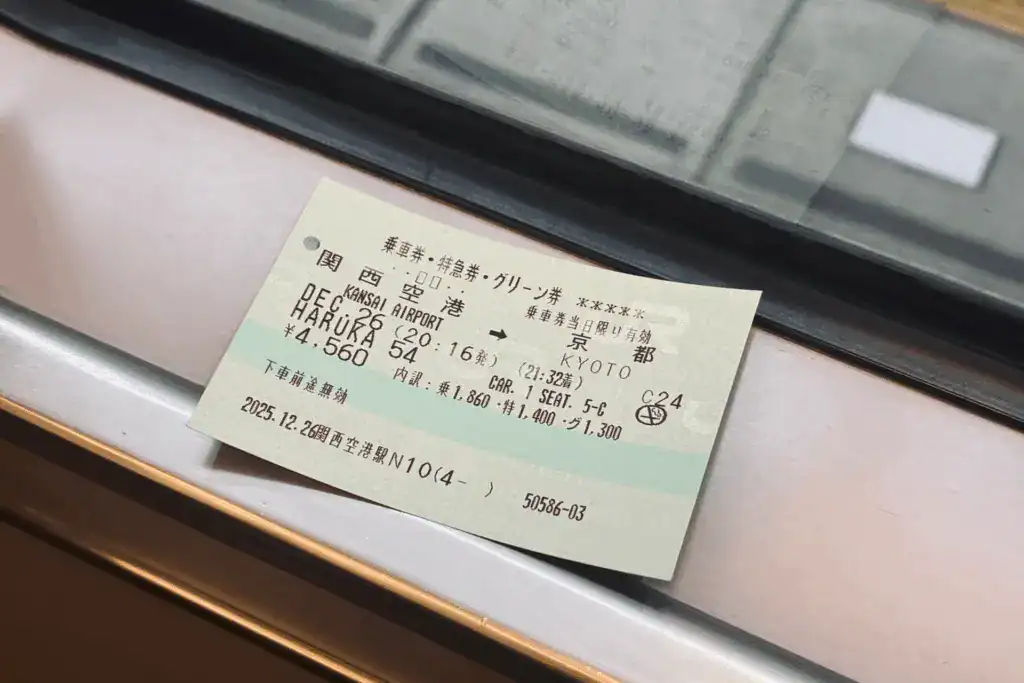 乗車券・特急券・グリーン券 *****
乗車券当日限り有効
関西空港 → 京都
KANSAI AIRPORT KYOTO
DEC. 26 (20:16発) (21:32着) C24
HARUKA 54 CAR. 1 SEAT. 5-C
¥4,560 内訳:乗1,860・特1,400・グ1,300
下車前途無効
2025.12.26関西空港駅N10(4- ) 50586-03